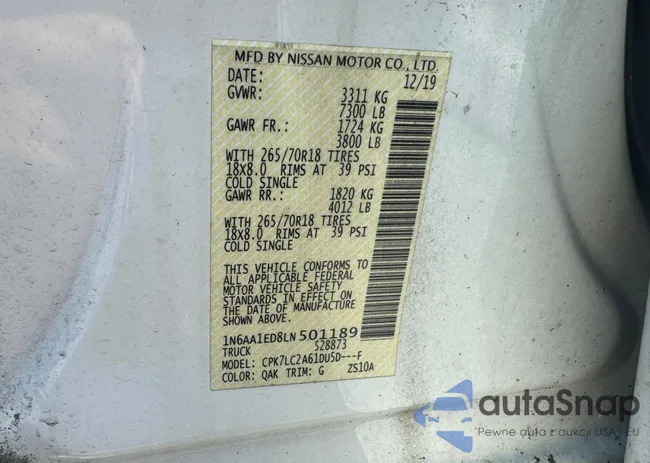 MFD BY NISSAN MOTOR CO., LTD.
DATE: 12/19
GVWR: 3311 KG
7300 LB
GAWR FR.: 1724 KG
3800 LB
WITH 265/70R18 TIRES
18X8.0 RIMS AT 39 PSI
COLD SINGLE
GAWR RR.: 1820 KG
4012 LB
WITH 265/70R18 TIRES
18X8.0 RIMS AT 39 PSI
COLD SINGLE
THIS VEHICLE CONFORMS TO
ALL APPLICABLE FEDERAL
MOTOR VEHICLE SAFETY
STANDARDS IN EFFECT ON
THE DATE OF MANUFACTURE
SHOWN ABOVE.
1N6AA1ED8LN501189
TRUCK 528873
MODEL: CPK7LC2A61DU5D---F
COLOR: QAK TRIM: G ZS10A
autoSnap
"Pewne auta z aukcji USA - EU"